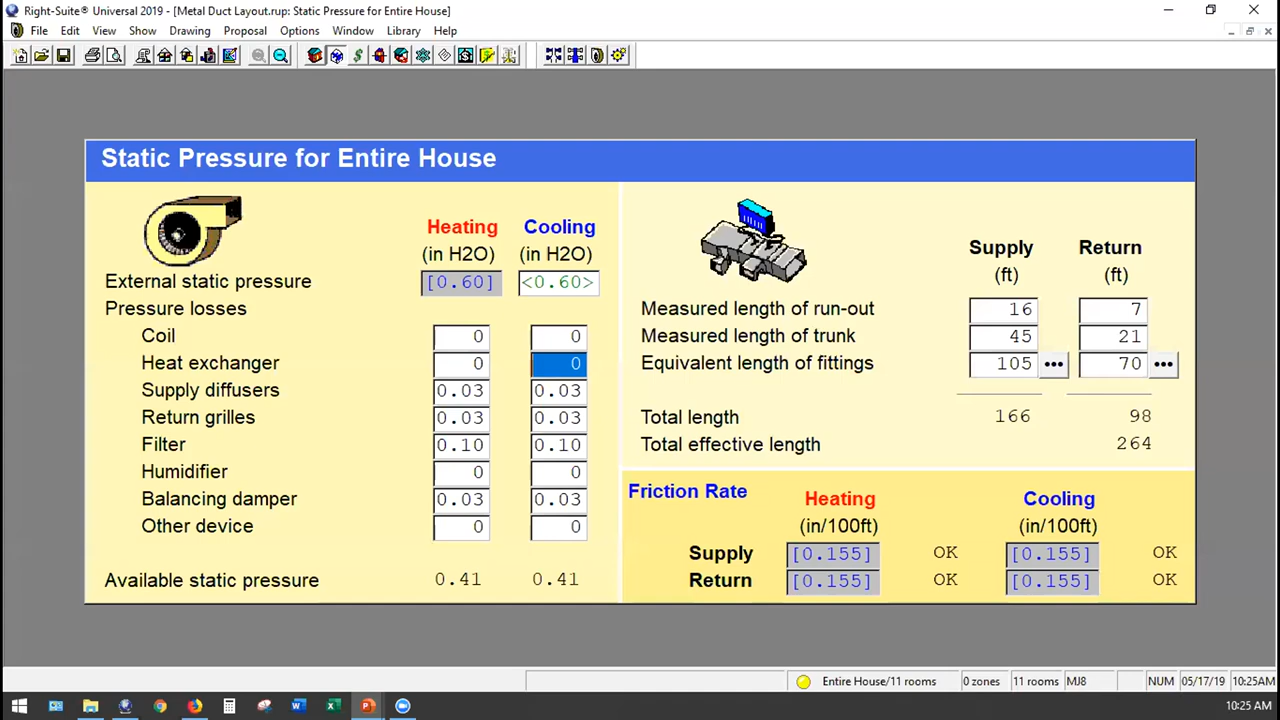 Right-Suite® Universal 2019 - [Metal Duct Layout.rup: Static Pressure for Entire House]
File Edit View Show Drawing Proposal Options Window Library Help
Static Pressure for Entire House
Heating Cooling
(in H2O) (in H2O)
External static pressure [0.60] <0.60>
Pressure losses
Coil 0 0
Heat exchanger 0 0
Supply diffusers 0.03 0.03
Return grilles 0.03 0.03
Filter 0.10 0.10
Humidifier 0 0
Balancing damper 0.03 0.03
Other device 0 0
Available static pressure 0.41 0.41
Supply Return
(ft) (ft)
Measured length of run-out 16 7
Measured length of trunk 45 21
Equivalent length of fittings 105 ••• 70 •••
Total length 166 98
Total effective length 264
Friction Rate Heating Cooling
(in/100ft) (in/100ft)
Supply [0.155] OK [0.155] OK
Return [0.155] OK [0.155] OK
Entire House/11 rooms 0 zones 11 rooms MJ8 NUM 05/17/19 10:25AM
10:25 AM